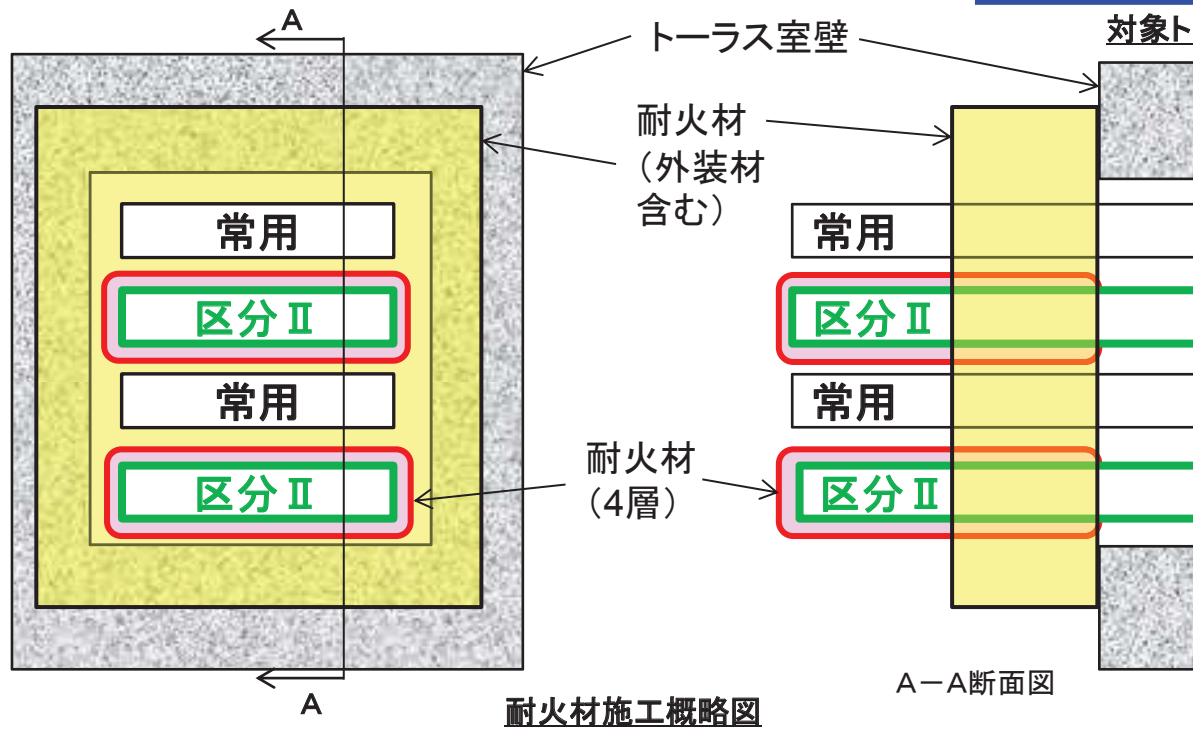 A
トーラス室壁
対象ト
耐火材
(外装材
含む)
常用
区分Ⅱ
常用
区分Ⅱ
常用
区分Ⅱ
常用
区分Ⅱ
耐火材
(4層)
A
A－A断面図
耐火材施工概略図